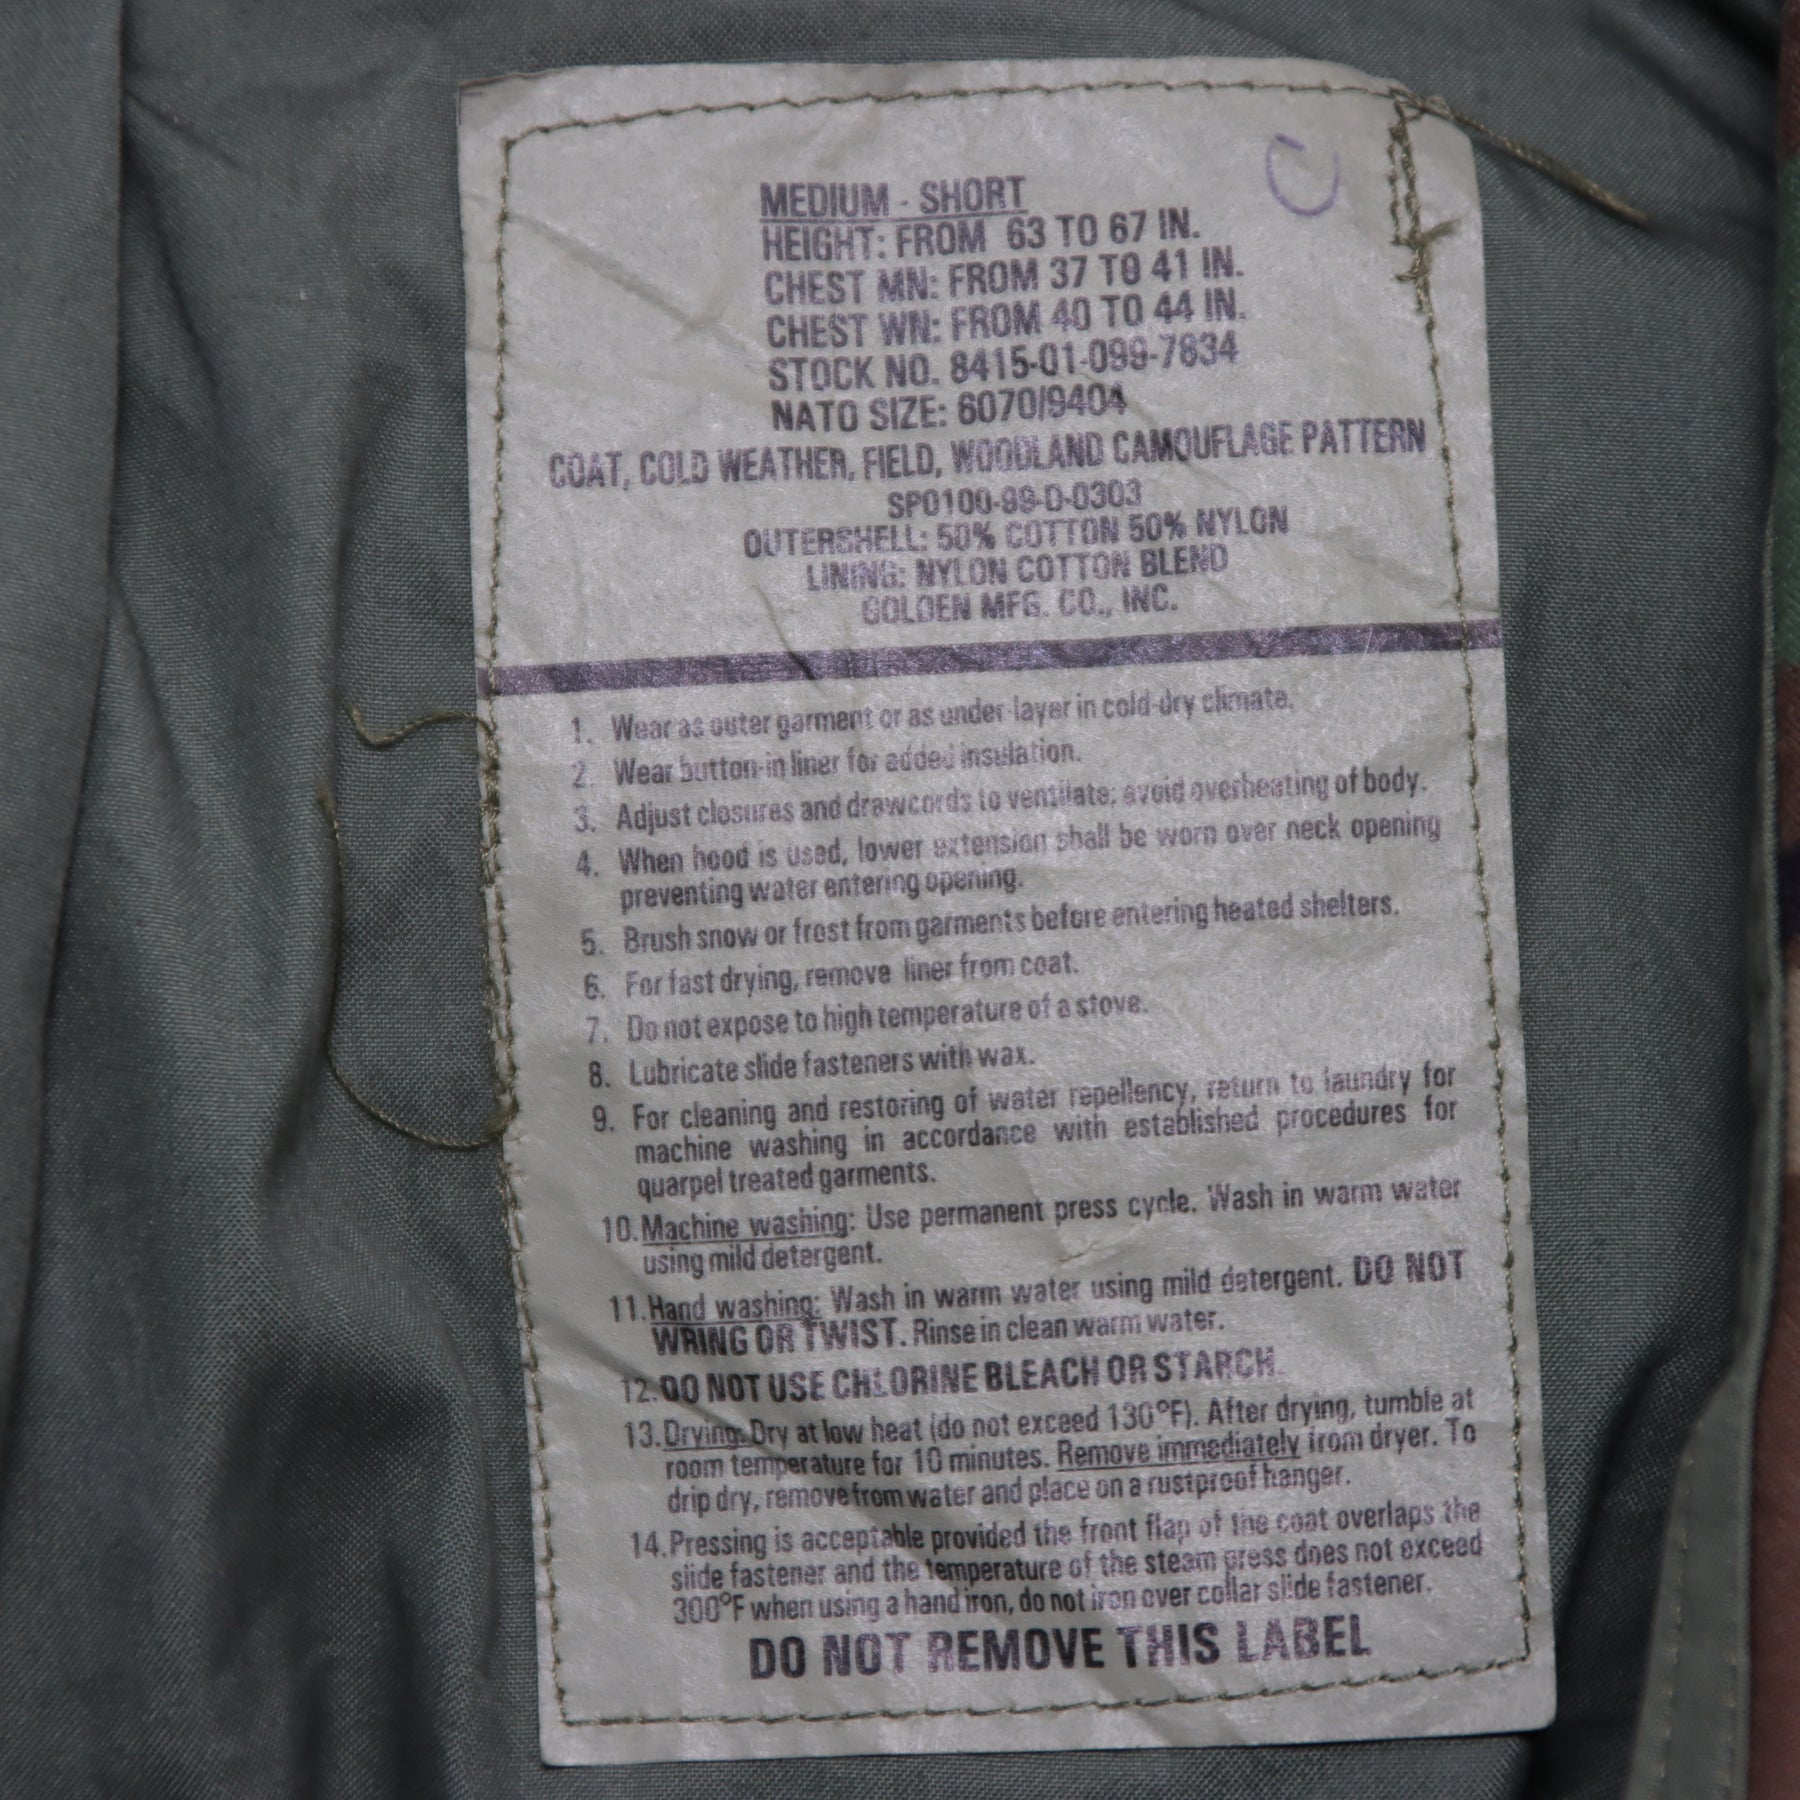 MEDIUM - SHORT
HEIGHT: FROM 63 TO 67 IN.
CHEST MN: FROM 37 TO 41 IN.
CHEST WN: FROM 40 TO 44 IN.
STOCK NO. 8415-01-099-7834
NATO SIZE: 6070/9404
COAT, COLD WEATHER, FIELD, WOODLAND CAMOUFLAGE PATTERN
SPO100-99-D-0303
OUTERSHELL: 50% COTTON 50% NYLON
LINING: NYLON COTTON BLEND
GOLDEN MFG. CO., INC.
1. Wear as outer garment or as under-layer in cold-dry climate.
2. Wear button-in liner for added insulation.
3. Adjust closures and drawcords to ventilate; avoid overheating of body.
4. When hood is used, lower extension shall be worn over neck opening
preventing water entering opening.
5. Brush snow or frost from garments before entering heated shelters.
6. For fast drying, remove liner from coat.
7. Do not expose to high temperature of a stove.
8. Lubricate slide fasteners with wax.
9. For cleaning and restoring of water repellency, return to laundry for
machine washing in accordance with established procedures for
quarpel treated garments.
10. Machine washing: Use permanent press cycle. Wash in warm water
using mild detergent.
11. Hand washing: Wash in warm water using mild detergent. DO NOT
WRING OR TWIST. Rinse in clean warm water.
12. DO NOT USE CHLORINE BLEACH OR STARCH.
13. Drying: Dry at low heat (do not exceed 130°F). After drying, tumble at
room temperature for 10 minutes. Remove immediately from dryer. To
drip dry, remove from water and place on a rustproof hanger.
14. Pressing is acceptable provided the front flap of the coat overlaps the
slide fastener and the temperature of the steam press does not exceed
300°F when using a hand iron, do not iron over collar slide fastener.
DO NOT REMOVE THIS LABEL